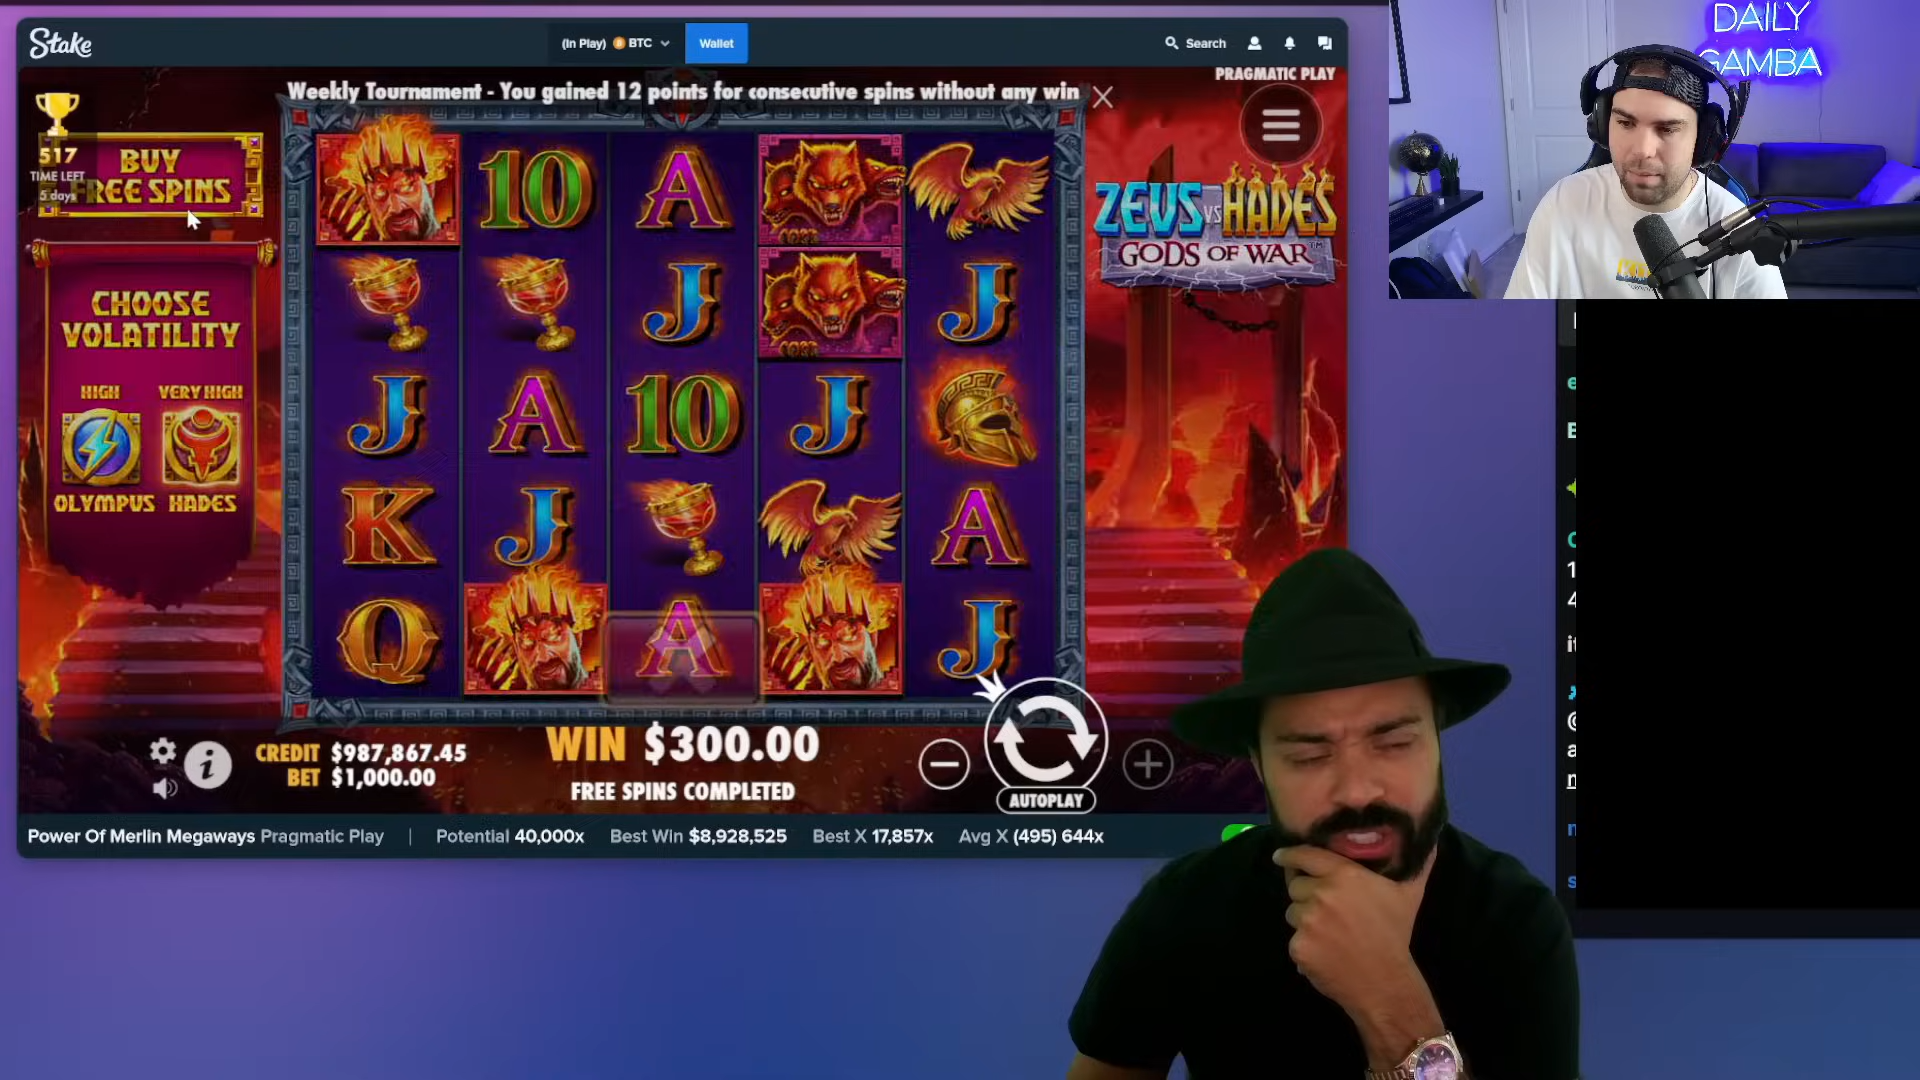 Stake
(In Play) BTC
Wallet
Search
DAILY
GAMBA
PRAGMATIC PLAY
Weekly Tournament - You gained 12 points for consecutive spins without any win
517
TIME LEFT
5 days
BUY
FREE SPINS
CHOOSE
VOLATILITY
HIGH
VERY HIGH
OLYMPUS
HADES
10 A
J J
J A 10 J
K J A
Q A J
ZEUS VS HADES
GODS OF WAR™
CREDIT $987,867.45
BET $1,000.00
WIN $300.00
FREE SPINS COMPLETED
AUTOPLAY
Power Of Merlin Megaways Pragmatic Play | Potential 40,000x Best Win $8,928,525 Best X 17,857x Avg X (495) 644x